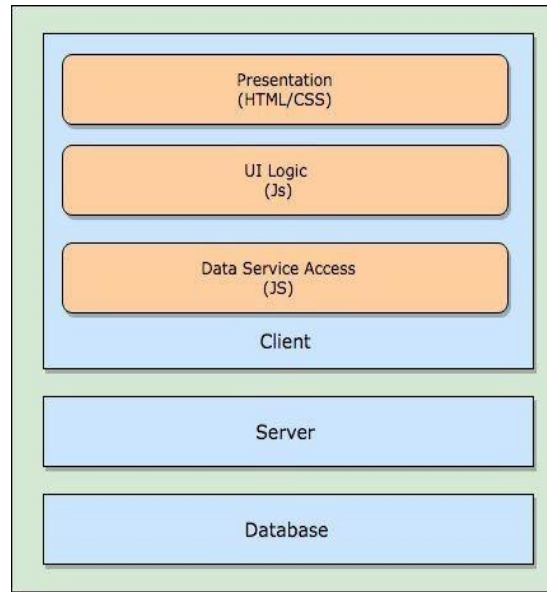 Presentation
(HTML/CSS)
UI Logic
(Js)
Data Service Access
(JS)
Client
Server
Database